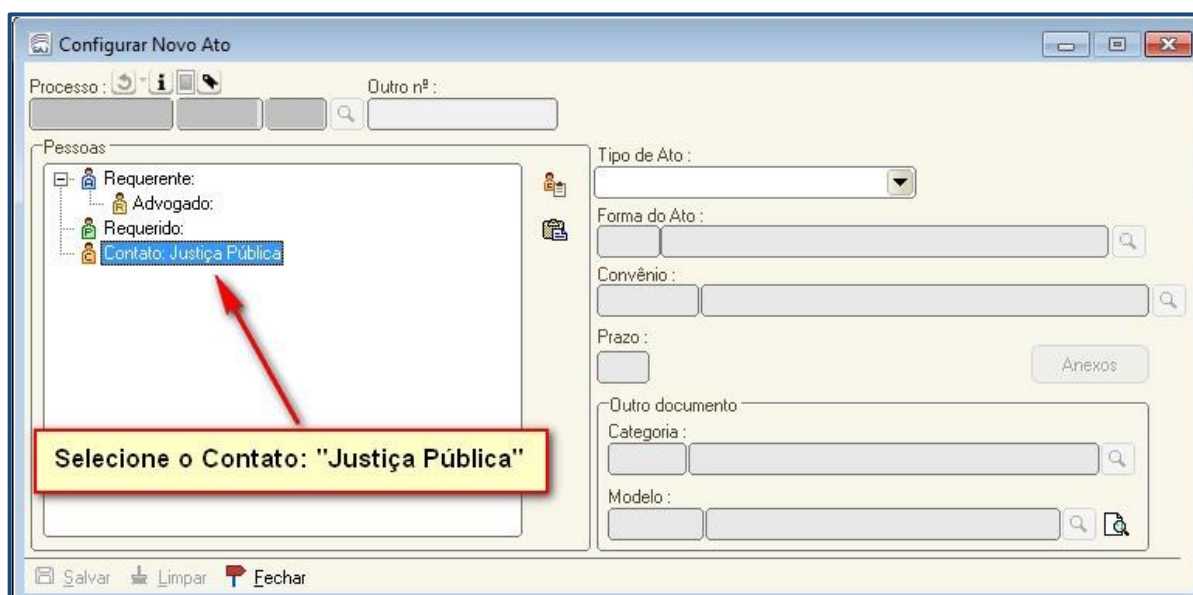 Configurar Novo Ato
Processo :
Outro nº :
Pessoas
Requerente:
Advogado:
Requerido:
Contato: Justiça Pública
Selecione o Contato: "Justiça Pública"
Tipo de Ato :
Forma do Ato :
Convênio :
Prazo :
Anexos
Outro documento
Categoria :
Modelo :
Salvar Limpar Fechar